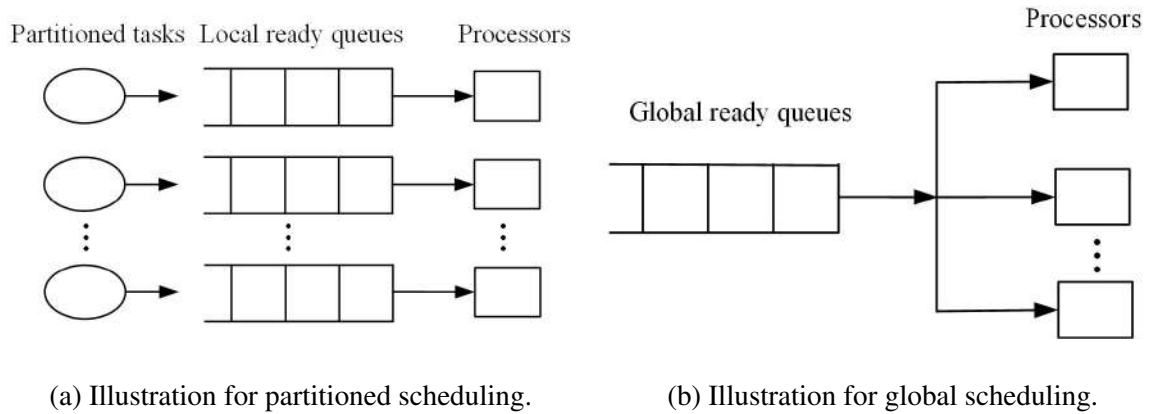 Partitioned tasks
Local ready queues
Processors
(a) Illustration for partitioned scheduling.
Processors
Global ready queues
(b) Illustration for global scheduling.